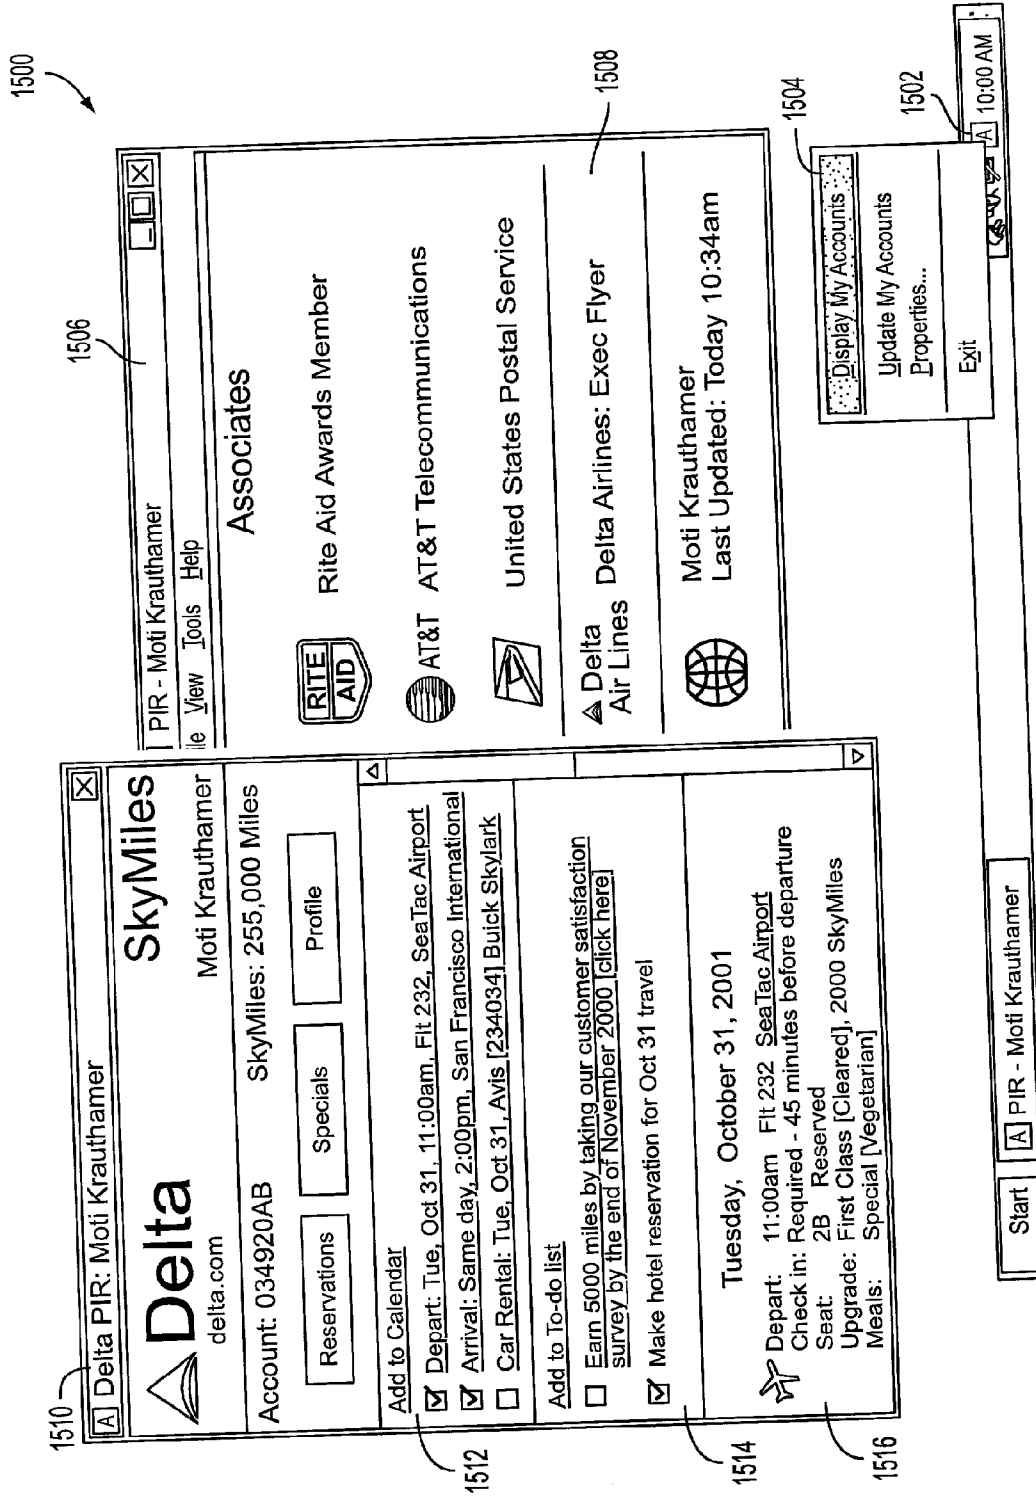 1500
1510
A Delta PIR: Moti Krauthamer
Delta
delta.com
SkyMiles
Moti Krauthamer
Account: 034920AB SkyMiles: 255,000 Miles
Reservations Specials Profile
Add to Calendar
Depart: Tue, Oct 31, 11:00am, Flt 232, SeaTac Airport
Arrival: Same day, 2:00pm, San Francisco International
Car Rental: Tue, Oct 31, Avis [234034] Buick Skylark
1512
Add to To-do list
Earn 5000 miles by taking our customer satisfaction
survey by the end of November 2000 [click here]
Make hotel reservation for Oct 31 travel
1514
Tuesday, October 31, 2001
Depart: 11:00am Flt 232 SeaTac Airport
Check in: Required - 45 minutes before departure
Seat: 2B Reserved
Upgrade: First Class [Cleared], 2000 SkyMiles
Meals: Special [Vegetarian]
1516
1506
PIR - Moti Krauthamer
ile View Tools Help
Associates
RITE AID Rite Aid Awards Member
AT&T AT&T Telecommunications
United States Postal Service
Delta Air Lines Delta Airlines: Exec Flyer
1508
Moti Krauthamer
Last Updated: Today 10:34am
1504
Display My Accounts
Update My Accounts
Properties...
Exit
1502
Start A PIR - Moti Krauthamer A 10:00 AM